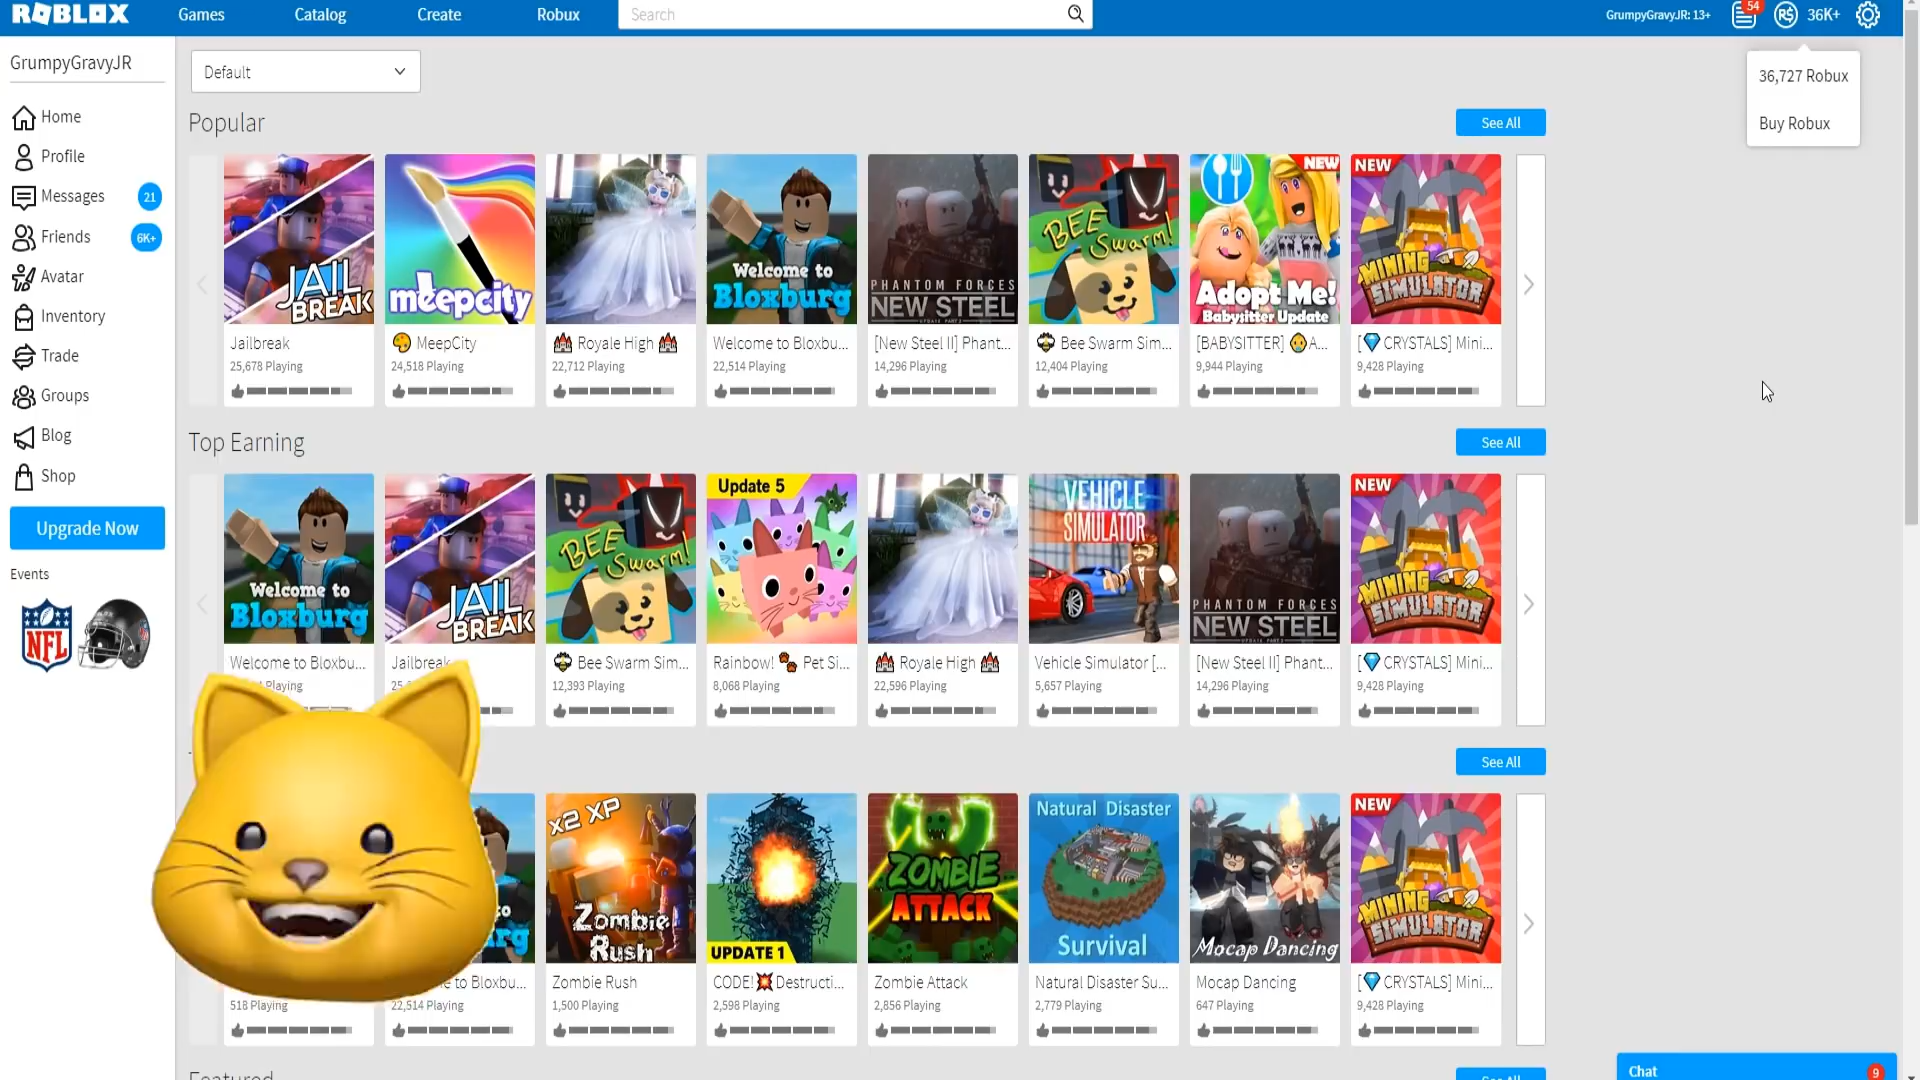 ROBLOX
Games
Catalog
Create
Robux
Search
GrumpyGravyJR: 13+
54
36K+
36,727 Robux
Buy Robux
GrumpyGravyJR
Home
Profile
Messages
21
Friends
6K+
Avatar
Inventory
Trade
Groups
Blog
Shop
Upgrade Now
Events
NFL
Default
Popular
See All
JAIL
BREAK
meepcity
Welcome to
Bloxburg
PHANTOM FORCES
NEW STEEL
BEE
Swarm!
NEW
Adopt Me!
Babysitter Update
NEW
MINING
SIMULATOR
Jailbreak
25,678 Playing
MeepCity
24,518 Playing
Royale High
22,712 Playing
Welcome to Bloxbu...
22,514 Playing
[New Steel II] Phant...
14,296 Playing
Bee Swarm Sim...
12,404 Playing
[BABYSITTER] A...
9,944 Playing
[💎 CRYSTALS] Mini...
9,428 Playing
Top Earning
See All
Welcome to
Bloxburg
JAIL
BREAK
BEE
Swarm!
Update 5
VEHICLE
SIMULATOR
PHANTOM FORCES
NEW STEEL
NEW
MINING
SIMULATOR
Welcome to Bloxbu...
Playing
Jailbreak
Bee Swarm Sim...
12,393 Playing
Rainbow! 🐾 Pet Si...
8,068 Playing
Royale High
22,596 Playing
Vehicle Simulator [...
5,657 Playing
[New Steel II] Phant...
14,296 Playing
[💎 CRYSTALS] Mini...
9,428 Playing
See All
x2 XP
Zombie
Rush
UPDATE 1
ZOMBIE
ATTACK
Natural Disaster
Survival
Mocap Dancing
NEW
MINING
SIMULATOR
518 Playing
to Bloxbu...
22,514 Playing
Zombie Rush
1,500 Playing
CODE!💥 Destructi...
2,598 Playing
Zombie Attack
2,856 Playing
Natural Disaster Su...
2,779 Playing
Mocap Dancing
647 Playing
[💎 CRYSTALS] Mini...
9,428 Playing
Featured
See All
Chat
9